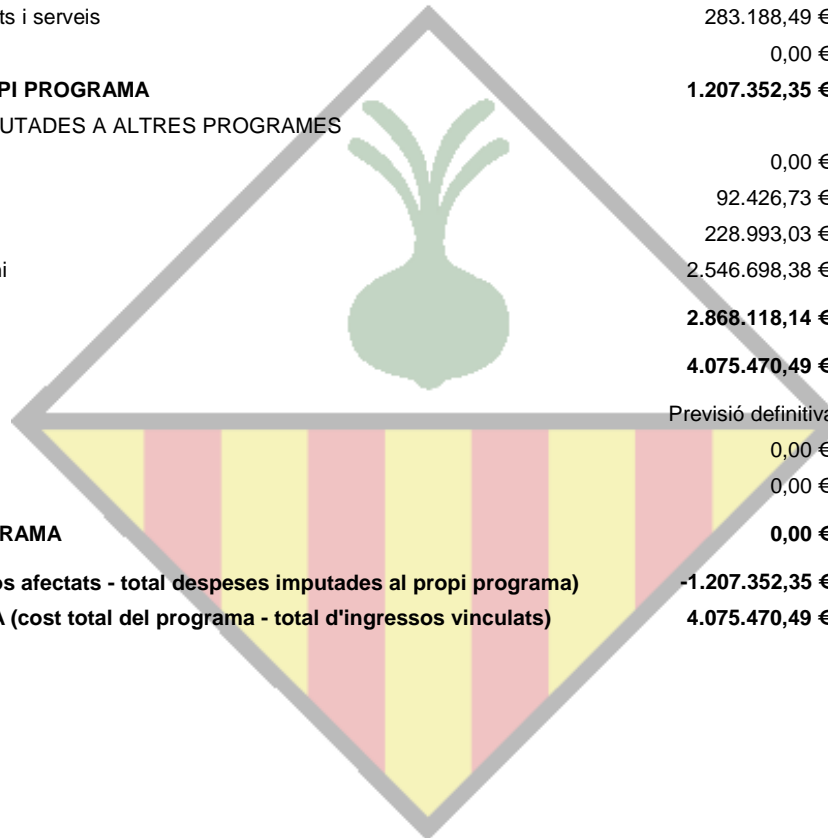 ts i serveis 283.188,49 €
0,00 €
PI PROGRAMA 1.207.352,35 €
UTADES A ALTRES PROGRAMES
0,00 €
92.426,73 €
228.993,03 €
ni 2.546.698,38 €
2.868.118,14 €
4.075.470,49 €
Previsió definitiva
0,00 €
0,00 €
RAMA 0,00 €
os afectats - total despeses imputades al propi programa) -1.207.352,35 €
A (cost total del programa - total d'ingressos vinculats) 4.075.470,49 €